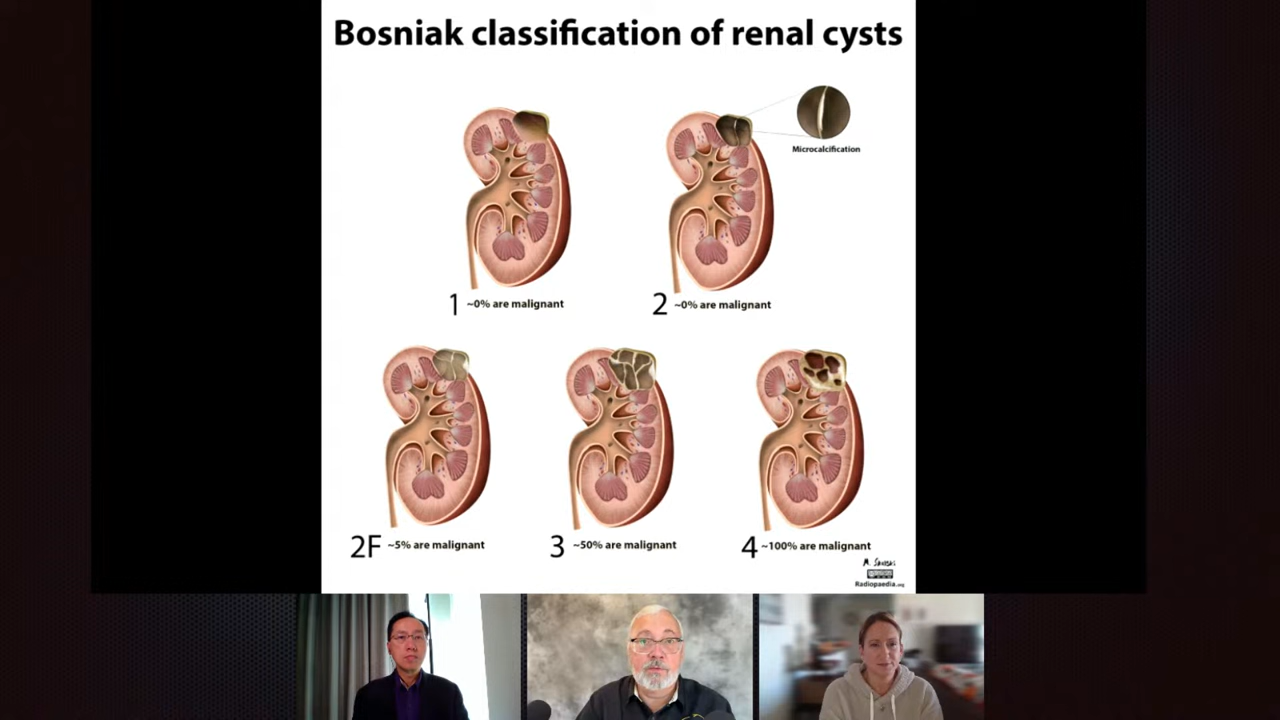 Bosniak classification of renal cysts
Microcalcification
1 ~0% are malignant
2 ~0% are malignant
2F ~5% are malignant
3 ~50% are malignant
4 ~100% are malignant
Radiopaedia.org